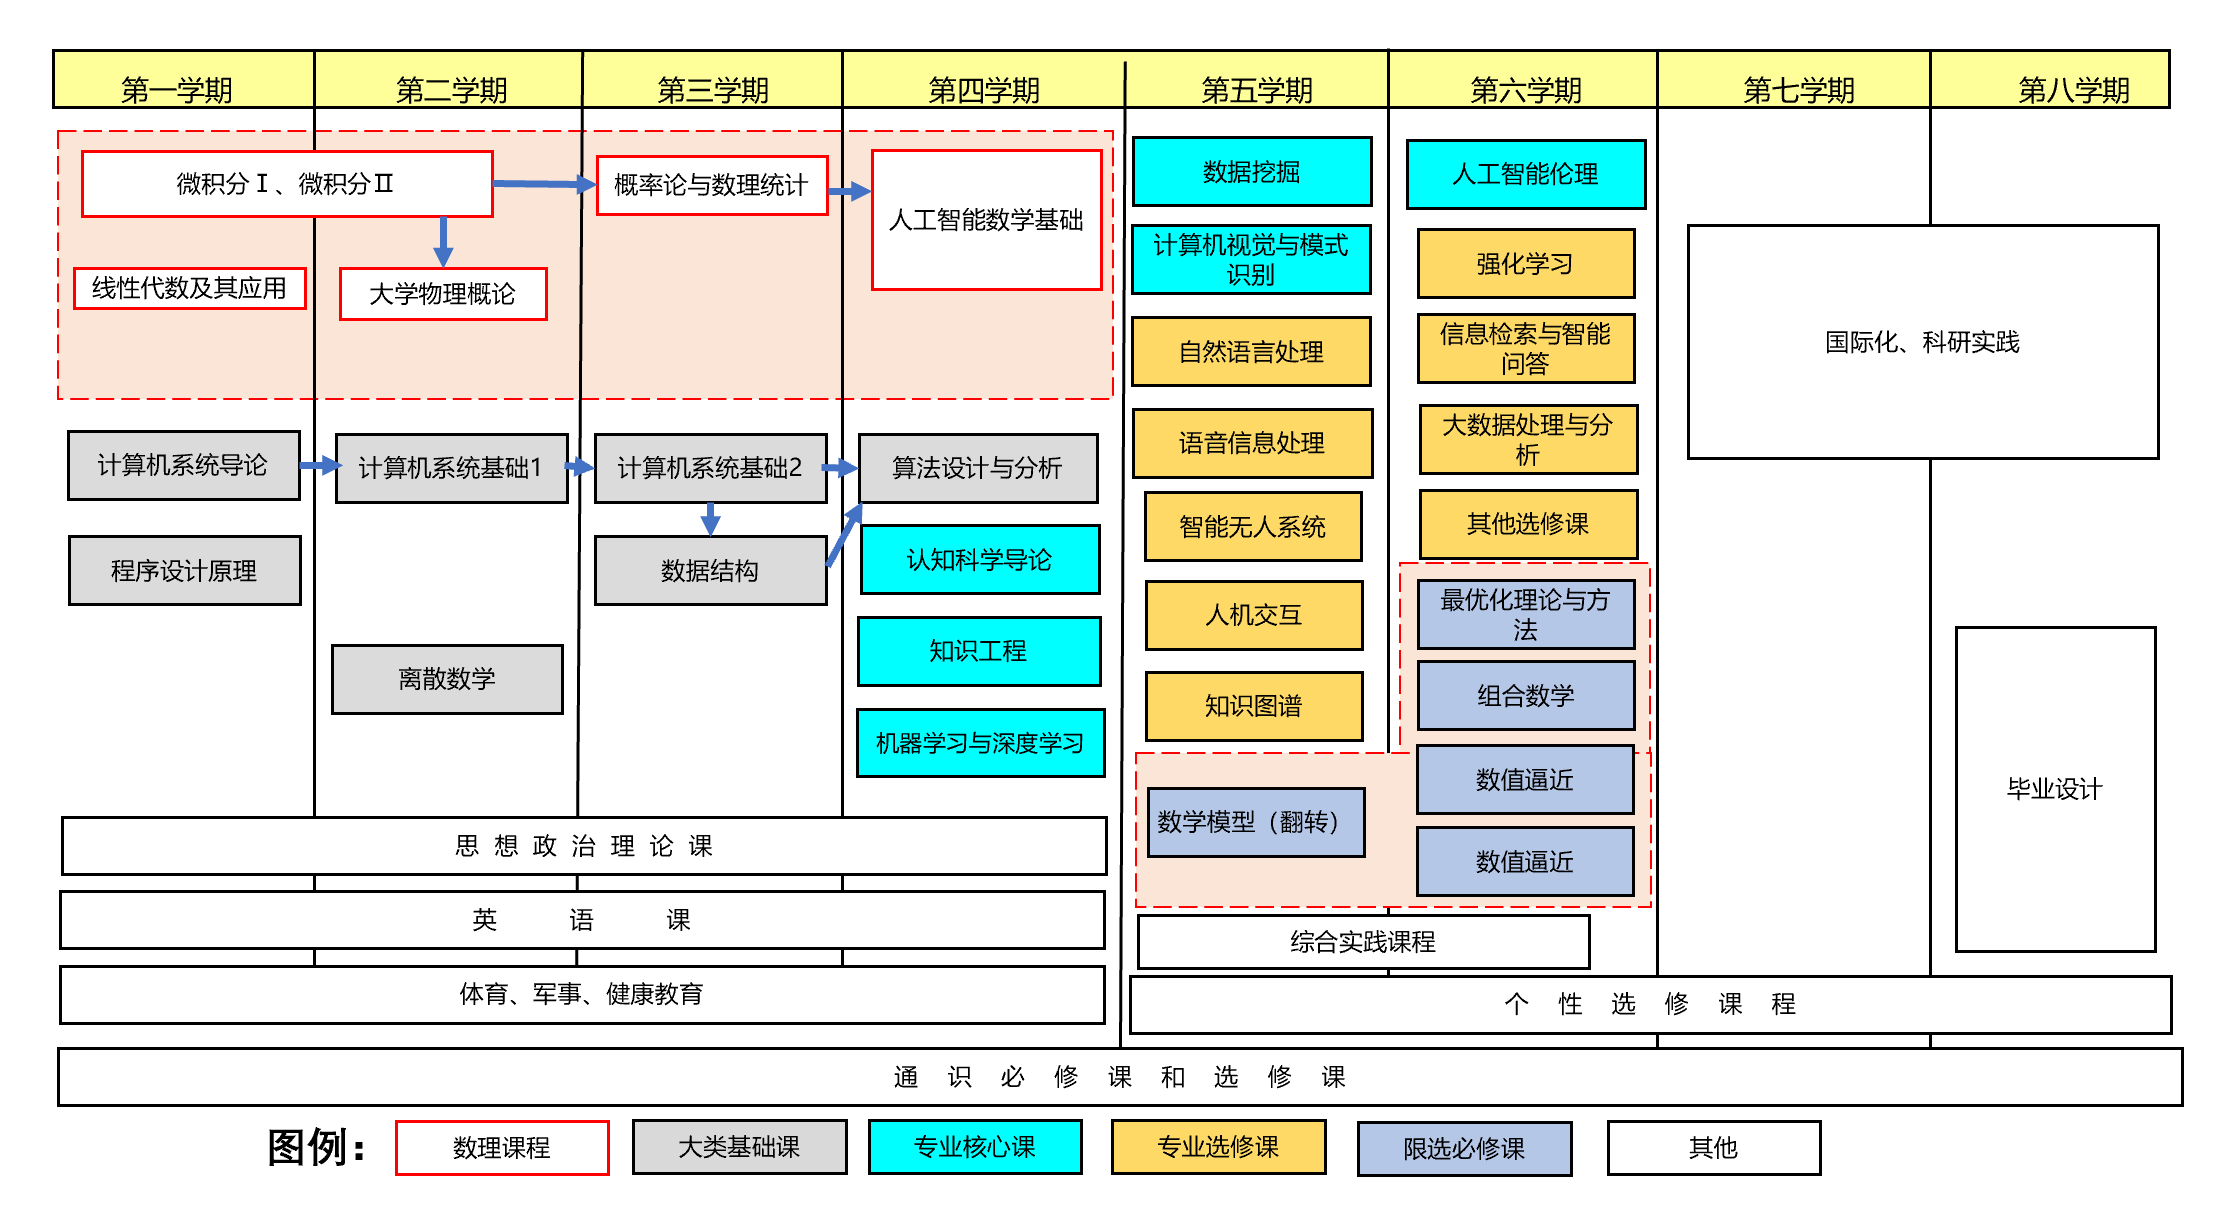 第一学期
第二学期
第三学期
第四学期
第五学期
第六学期
第七学期
第八学期
微积分Ⅰ、微积分Ⅱ
概率论与数理统计
人工智能数学基础
线性代数及其应用
大学物理概论
计算机系统导论
计算机系统基础1
计算机系统基础2
算法设计与分析
程序设计原理
数据结构
认知科学导论
离散数学
知识工程
机器学习与深度学习
数据挖掘
计算机视觉与模式
识别
自然语言处理
语音信息处理
智能无人系统
人机交互
知识图谱
数学模型（翻转）
人工智能伦理
强化学习
信息检索与智能
问答
大数据处理与分
析
其他选修课
最优化理论与方
法
组合数学
数值逼近
数值逼近
国际化、科研实践
毕业设计
思 想 政 治 理 论 课
英 语 课
体育、军事、健康教育
综合实践课程
个 性 选 修 课 程
通 识 必 修 课 和 选 修 课
图例：
数理课程
大类基础课
专业核心课
专业选修课
限选必修课
其他